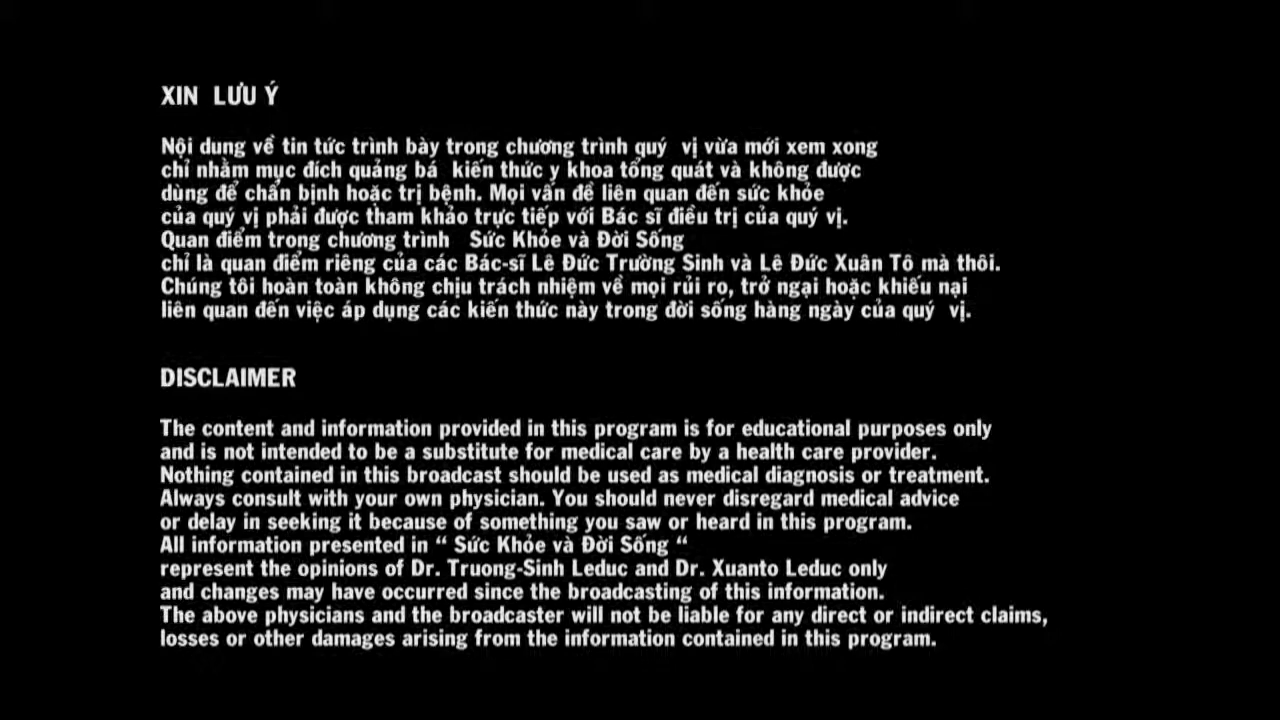 XIN LƯU Ý
Nội dung về tin tức trình bày trong chương trình quý vị vừa mới xem xong
chỉ nhằm mục đích quảng bá kiến thức y khoa tổng quát và không được
dùng để chẩn bịnh hoặc trị bệnh. Mọi vấn đề liên quan đến sức khỏe
của quý vị phải được tham khảo trực tiếp với Bác sĩ điều trị của quý vị.
Quan điểm trong chương trình Sức Khỏe và Đời Sống
chỉ là quan điểm riêng của các Bác-sĩ Lê Đức Trường Sinh và Lê Đức Xuân Tô mà thôi.
Chúng tôi hoàn toàn không chịu trách nhiệm về mọi rủi ro, trở ngại hoặc khiếu nại
liên quan đến việc áp dụng các kiến thức này trong đời sống hàng ngày của quý vị.
DISCLAIMER
The content and information provided in this program is for educational purposes only
and is not intended to be a substitute for medical care by a health care provider.
Nothing contained in this broadcast should be used as medical diagnosis or treatment.
Always consult with your own physician. You should never disregard medical advice
or delay in seeking it because of something you saw or heard in this program.
All information presented in “ Sức Khỏe và Đời Sống “
represent the opinions of Dr. Truong-Sinh Leduc and Dr. Xuanto Leduc only
and changes may have occurred since the broadcasting of this information.
The above physicians and the broadcaster will not be liable for any direct or indirect claims,
losses or other damages arising from the information contained in this program.